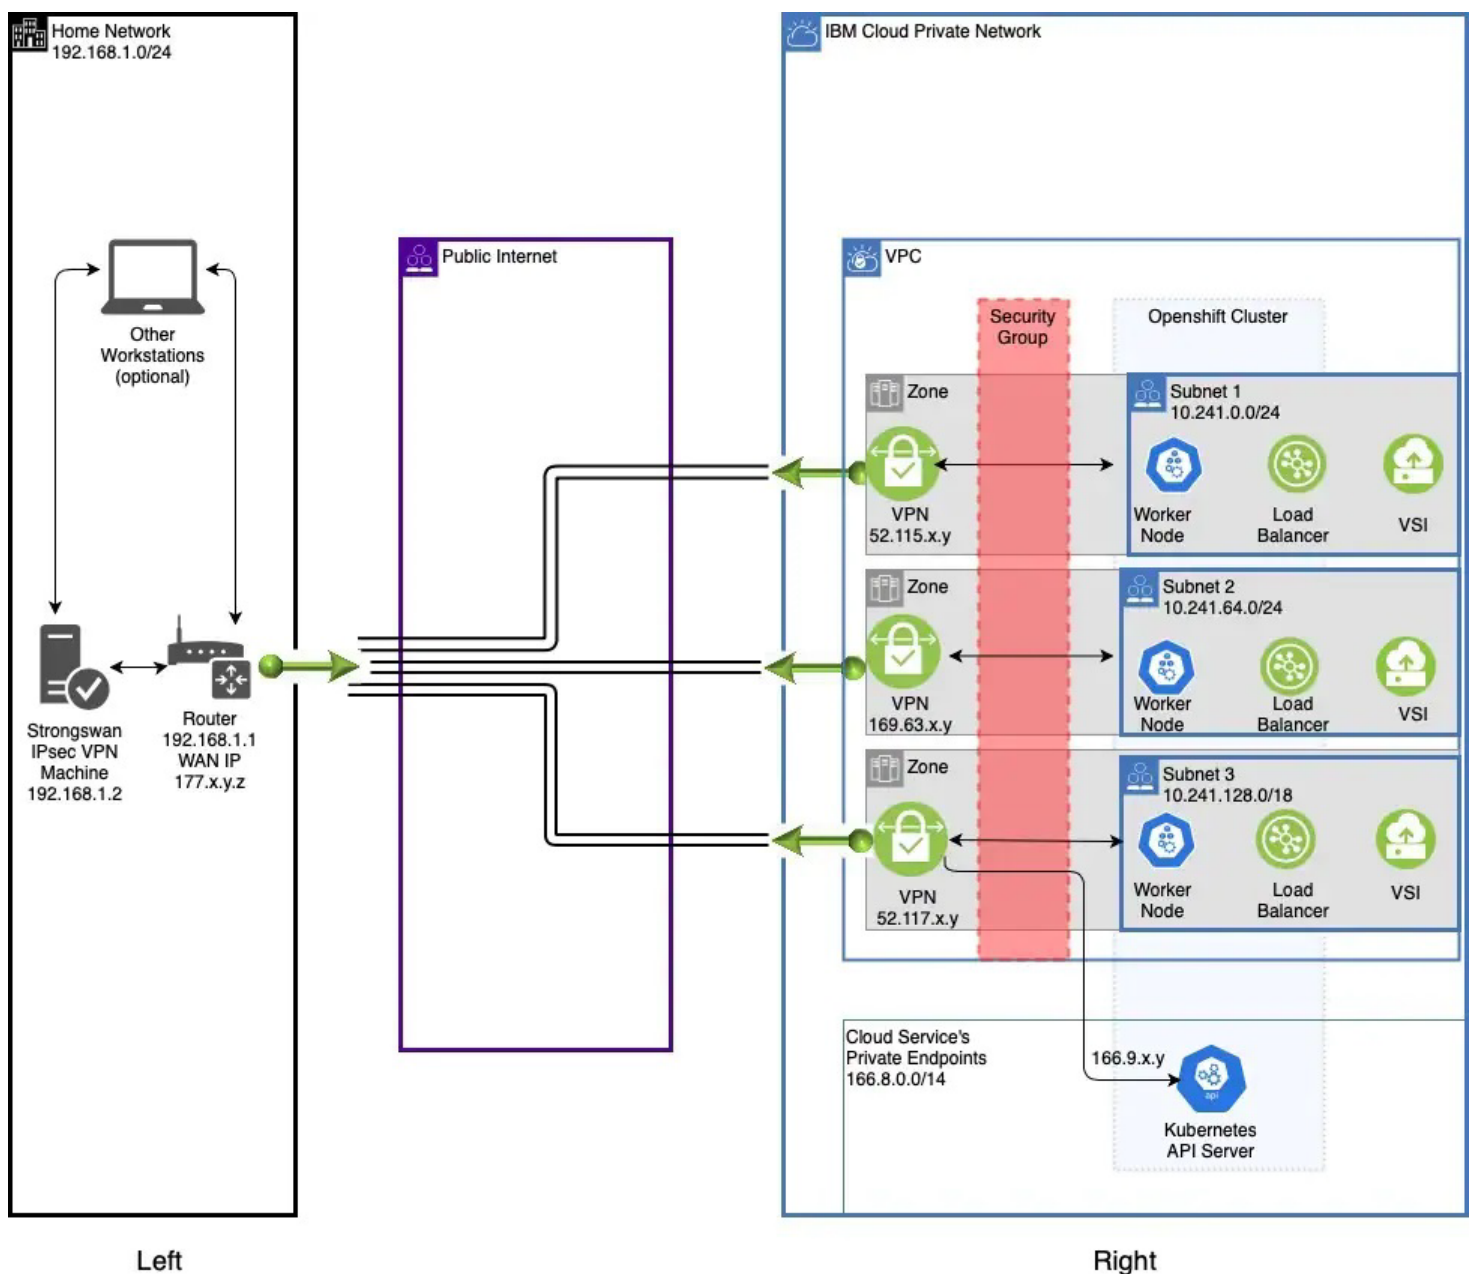 Home Network
192.168.1.0/24
Other
Workstations
(optional)
Strongswan
IPsec VPN
Machine
192.168.1.2
Router
192.168.1.1
WAN IP
177.x.y.z
Public Internet
IBM Cloud Private Network
VPC
Security
Group
Openshift Cluster
Zone
VPN
52.115.x.y
Subnet 1
10.241.0.0/24
Worker
Node
Load
Balancer
VSI
Zone
VPN
169.63.x.y
Subnet 2
10.241.64.0/24
Worker
Node
Load
Balancer
VSI
Zone
VPN
52.117.x.y
Subnet 3
10.241.128.0/18
Worker
Node
Load
Balancer
VSI
Cloud Service's
Private Endpoints
166.8.0.0/14
166.9.x.y
api
Kubernetes
API Server
Left
Right